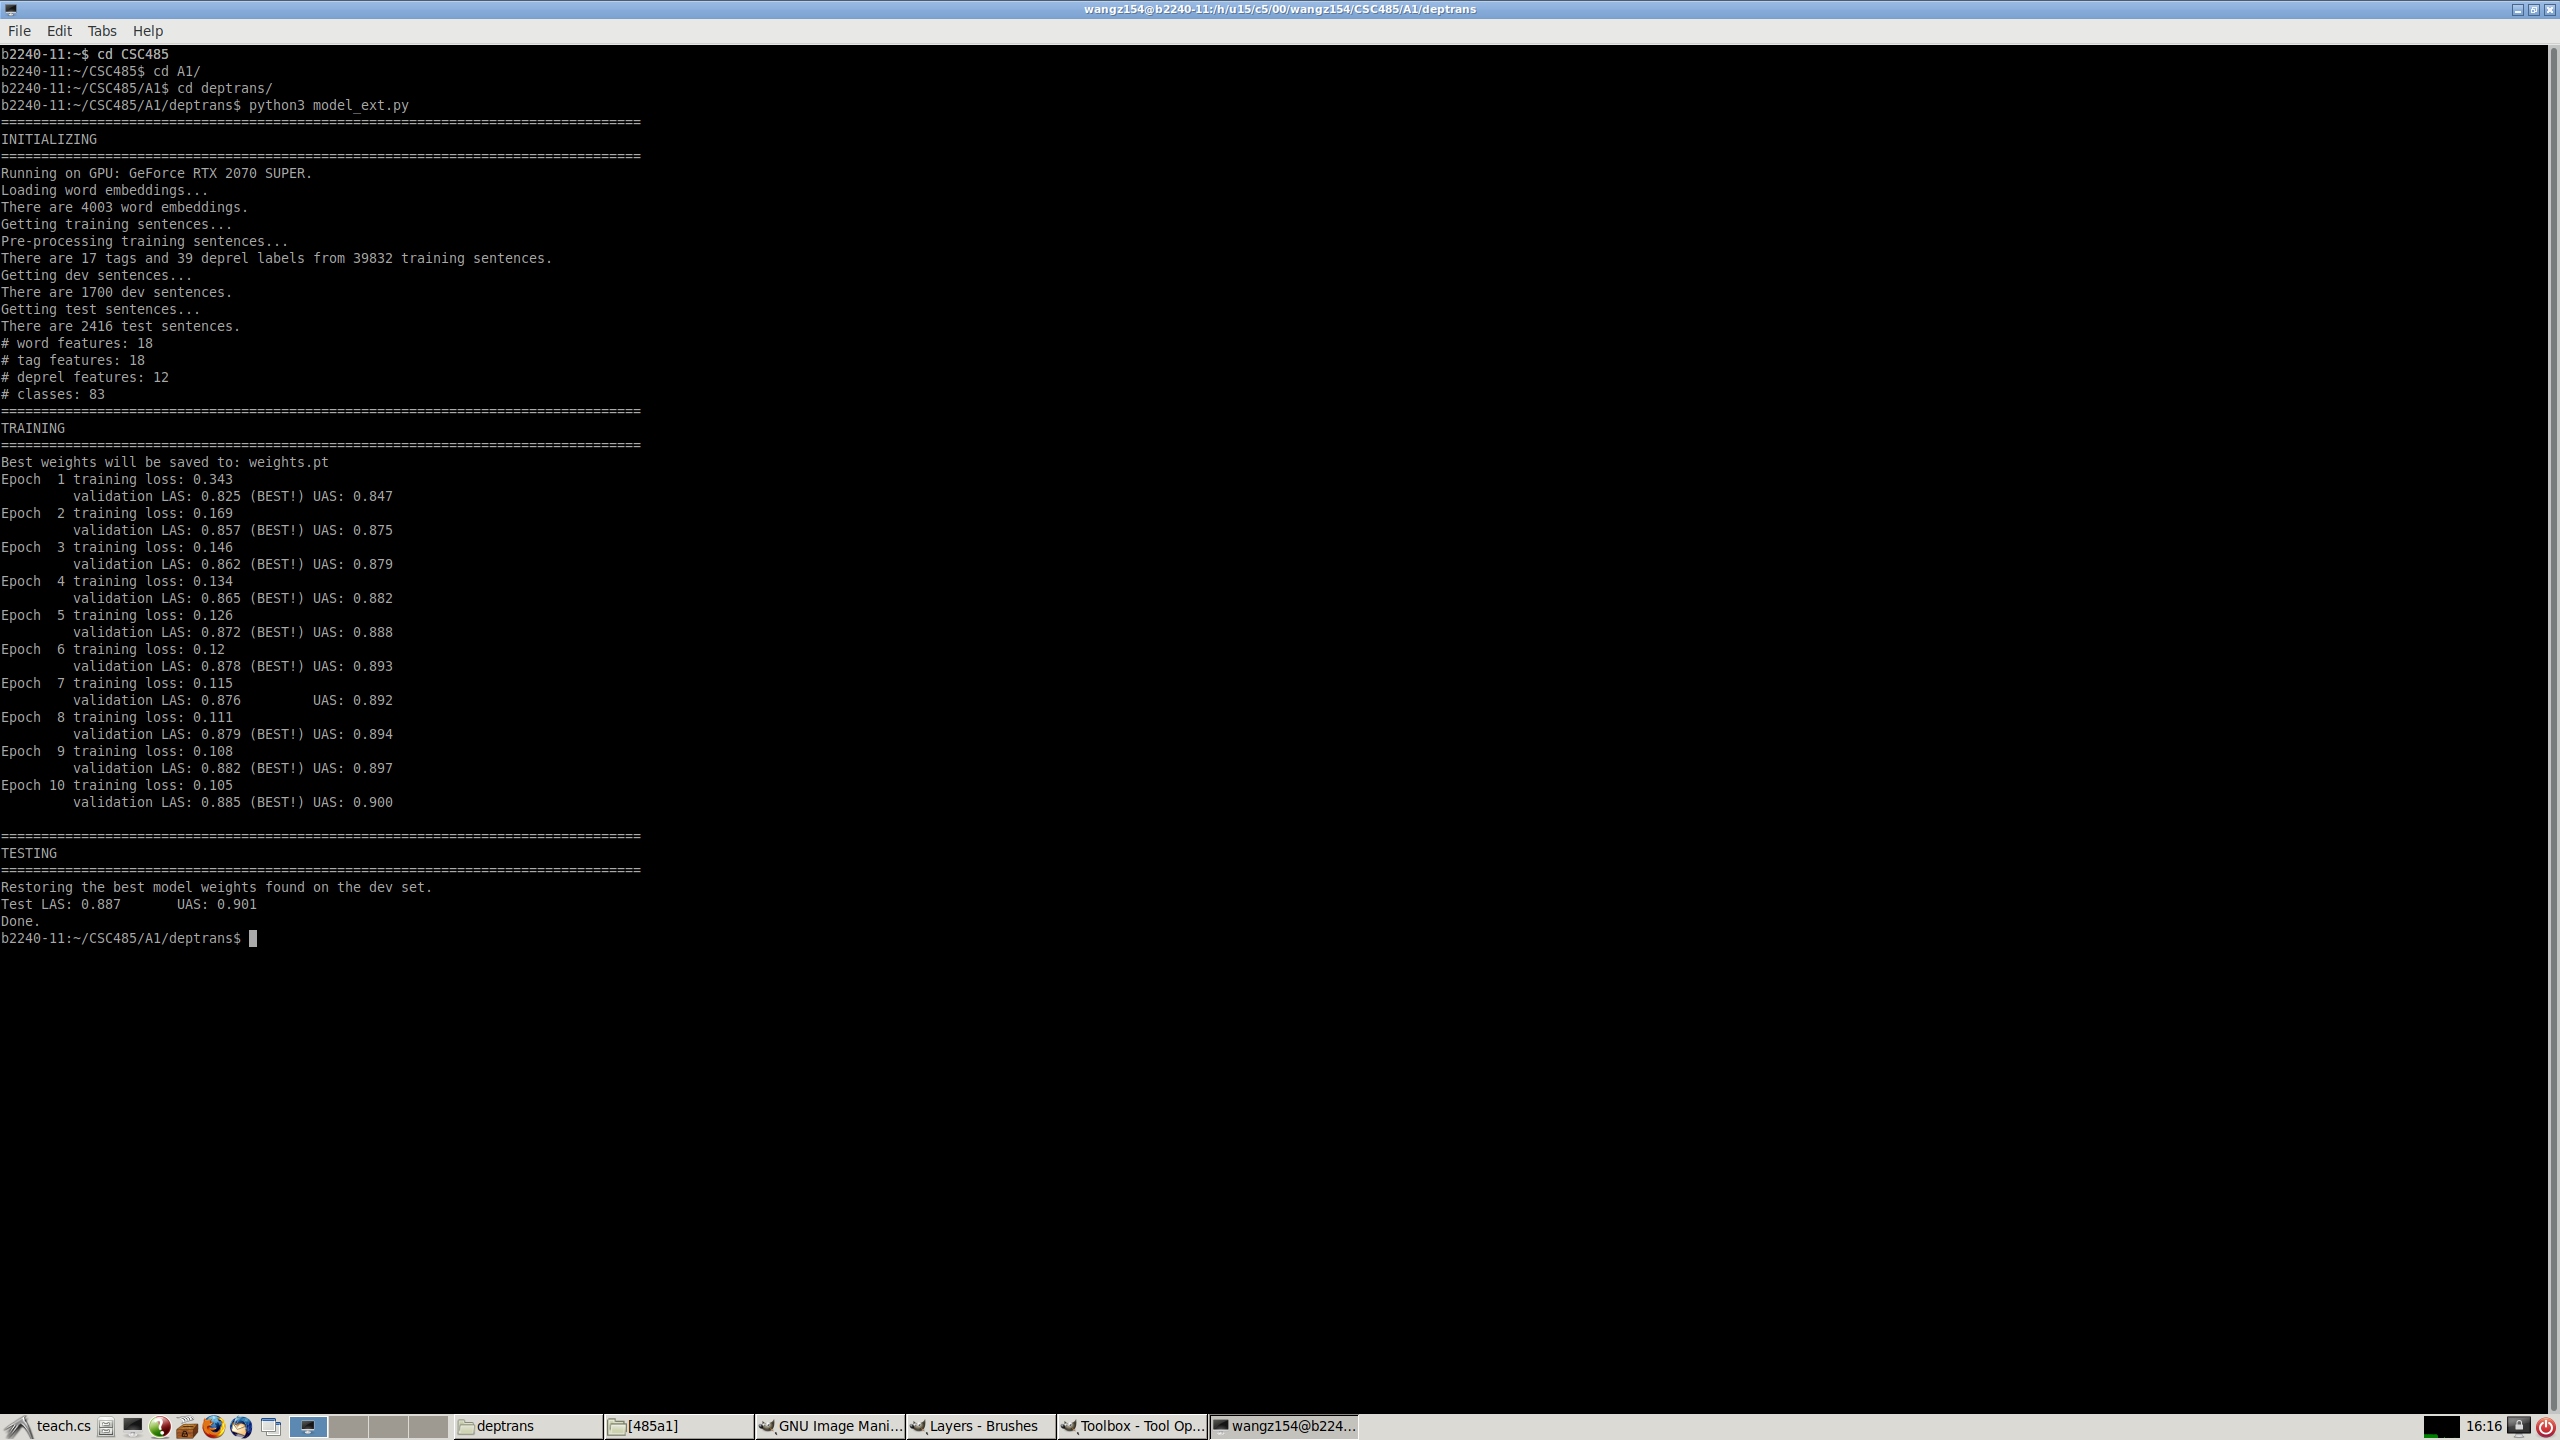 wangz154@b2240-11:/h/u15/c5/00/wangz154/CSC485/A1/deptrans
File Edit Tabs Help
b2240-11:~$ cd CSC485
b2240-11:~/CSC485$ cd A1/
b2240-11:~/CSC485/A1$ cd deptrans/
b2240-11:~/CSC485/A1/deptrans$ python3 model_ext.py
================================================================================
INITIALIZING
================================================================================
Running on GPU: GeForce RTX 2070 SUPER.
Loading word embeddings...
There are 4003 word embeddings.
Getting training sentences...
Pre-processing training sentences...
There are 17 tags and 39 deprel labels from 39832 training sentences.
Getting dev sentences...
There are 1700 dev sentences.
Getting test sentences...
There are 2416 test sentences.
# word features: 18
# tag features: 18
# deprel features: 12
# classes: 83
================================================================================
TRAINING
================================================================================
Best weights will be saved to: weights.pt
Epoch  1 training loss: 0.343
         validation LAS: 0.825 (BEST!) UAS: 0.847
Epoch  2 training loss: 0.169
         validation LAS: 0.857 (BEST!) UAS: 0.875
Epoch  3 training loss: 0.146
         validation LAS: 0.862 (BEST!) UAS: 0.879
Epoch  4 training loss: 0.134
         validation LAS: 0.865 (BEST!) UAS: 0.882
Epoch  5 training loss: 0.126
         validation LAS: 0.872 (BEST!) UAS: 0.888
Epoch  6 training loss: 0.12
         validation LAS: 0.878 (BEST!) UAS: 0.893
Epoch  7 training loss: 0.115
         validation LAS: 0.876         UAS: 0.892
Epoch  8 training loss: 0.111
         validation LAS: 0.879 (BEST!) UAS: 0.894
Epoch  9 training loss: 0.108
         validation LAS: 0.882 (BEST!) UAS: 0.897
Epoch 10 training loss: 0.105
         validation LAS: 0.885 (BEST!) UAS: 0.900
================================================================================
TESTING
================================================================================
Restoring the best model weights found on the dev set.
Test LAS: 0.887       UAS: 0.901
Done.
b2240-11:~/CSC485/A1/deptrans$
teach.cs deptrans [485a1] GNU Image Mani... Layers - Brushes Toolbox - Tool Op... wangz154@b224... 16:16